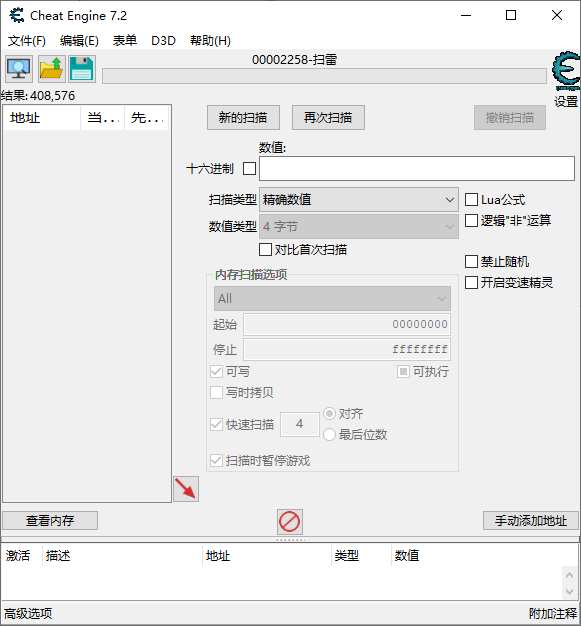 Cheat Engine 7.2
文件(F) 编辑(E) 表单 D3D 帮助(H)
00002258-扫雷
结果: 408,576
设置
地址 当... 先...
新的扫描 再次扫描 撤销扫描
数值:
十六进制
扫描类型 精确数值 Lua公式
数值类型 4 字节 逻辑"非"运算
对比首次扫描
禁止随机
内存扫描选项
开启变速精灵
All
起始 00000000
停止 ffffffff
可写 可执行
写时拷贝
快速扫描 4 对齐
最后位数
扫描时暂停游戏
查看内存 手动添加地址
激活 描述 地址 类型 数值
高级选项 附加注释